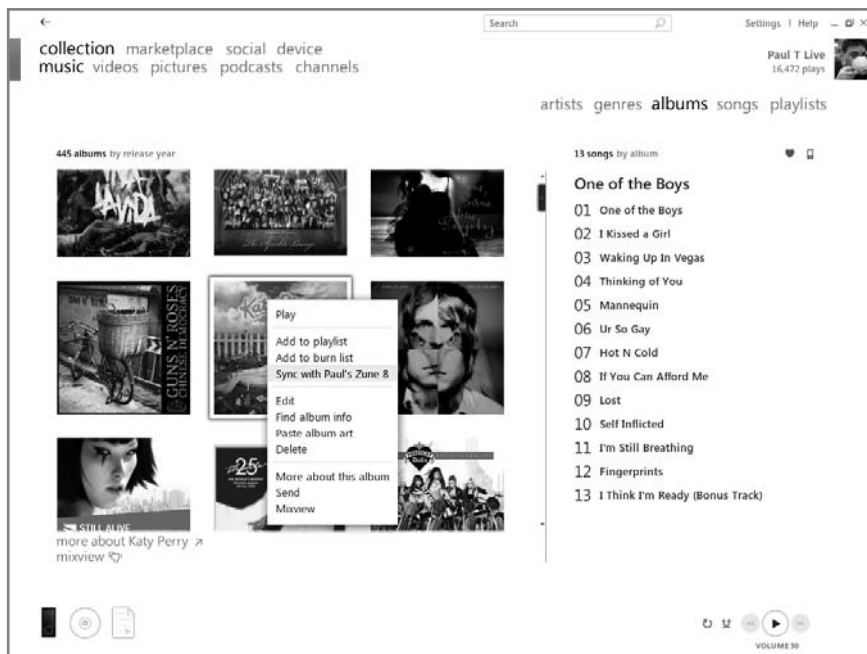 Search
Settings | Help
collection marketplace social device
music videos pictures podcasts channels
Paul T Live
16,472 plays
artists genres albums songs playlists
445 albums by release year
VIVA
LA VIDA
GUNS N' ROSES
CHINESE DEMOCRACY
25
STILL ALIVE
Play
Add to playlist
Add to burn list
Sync with Paul's Zune 8
Edit
Find album info
Paste album art
Delete
More about this album
Send
Mixview
more about Katy Perry
mixview
13 songs by album
One of the Boys
01 One of the Boys
02 I Kissed a Girl
03 Waking Up In Vegas
04 Thinking of You
05 Mannequin
06 Ur So Gay
07 Hot N Cold
08 If You Can Afford Me
09 Lost
10 Self Inflicted
11 I'm Still Breathing
12 Fingerprints
13 I Think I'm Ready (Bonus Track)
VOLUME 50